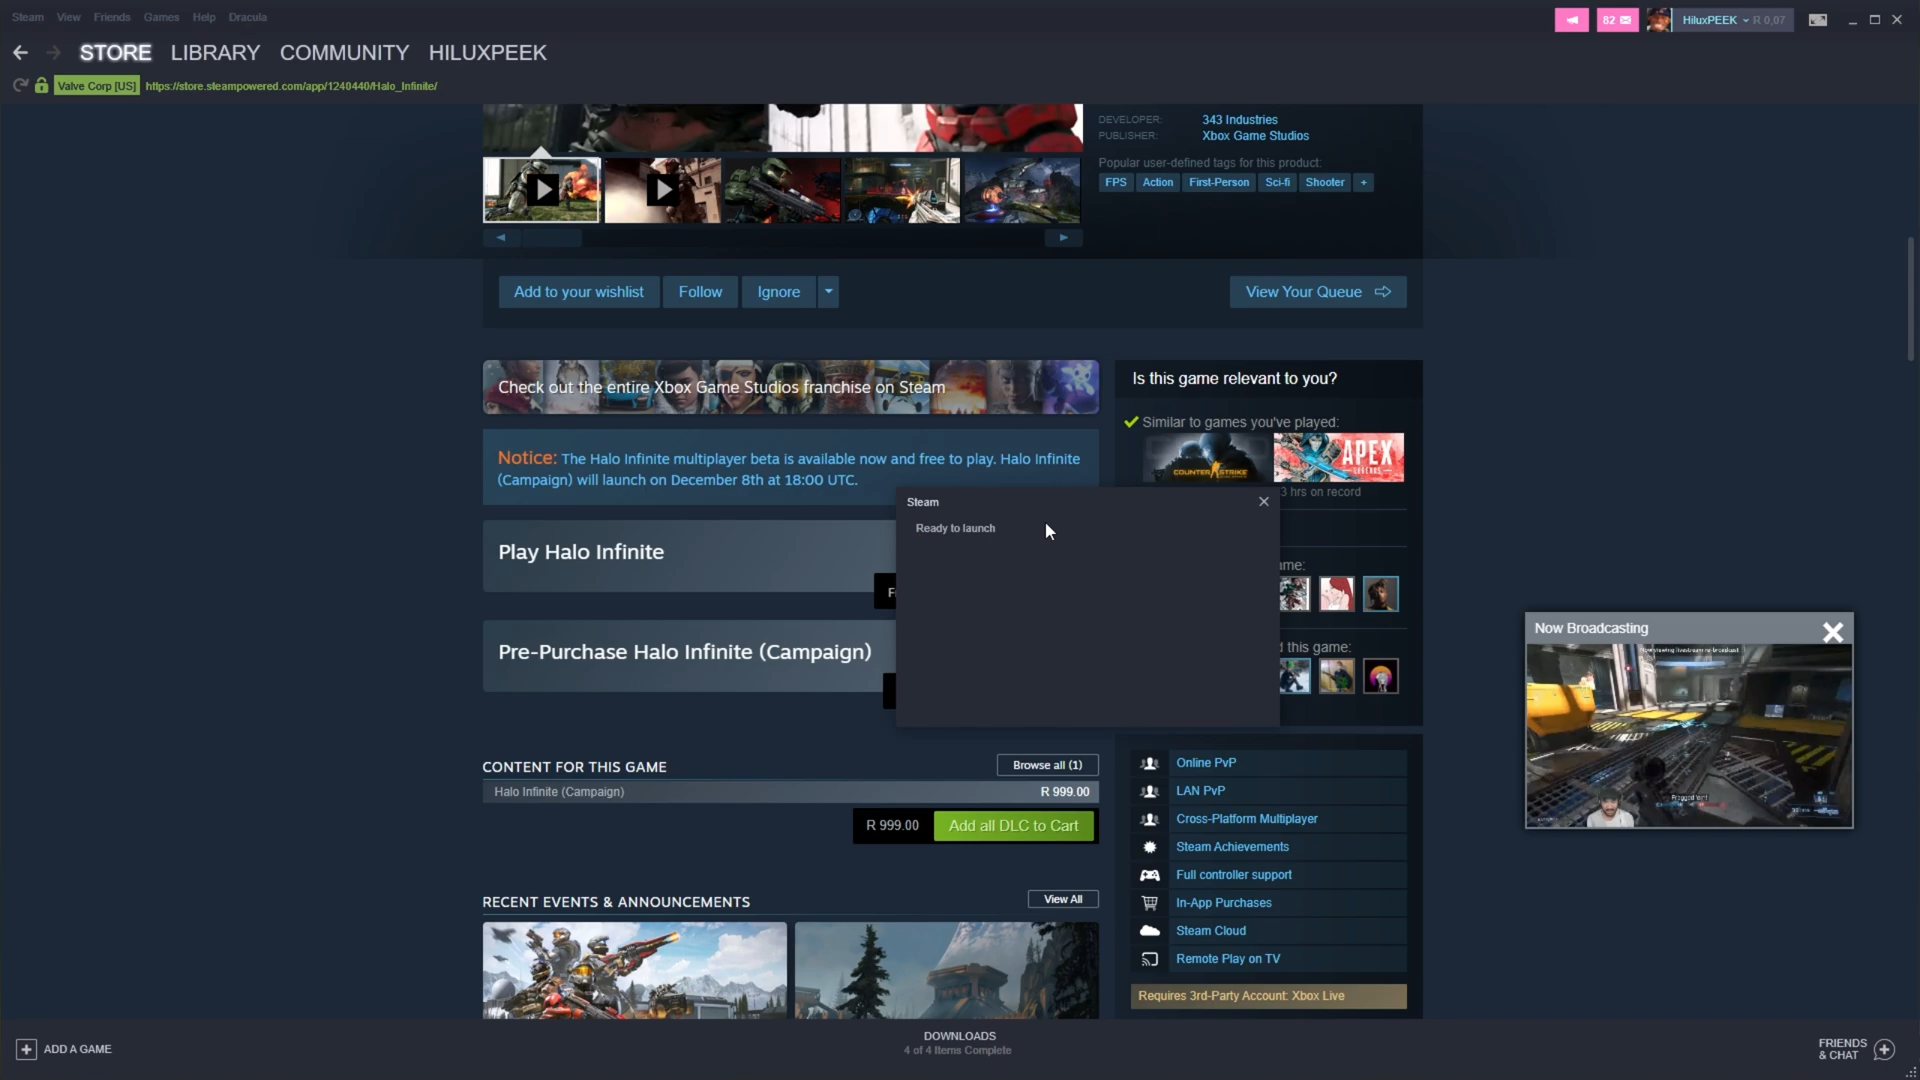 Steam View Friends Games Help Dracula
82
HiluxPEEK R 0,07
STORE LIBRARY COMMUNITY HILUXPEEK
Valve Corp [US] https://store.steampowered.com/app/1240440/Halo_Infinite/
DEVELOPER: 343 Industries
PUBLISHER: Xbox Game Studios
Popular user-defined tags for this product:
FPS Action First-Person Sci-fi Shooter +
Add to your wishlist Follow Ignore
View Your Queue
Check out the entire Xbox Game Studios franchise on Steam
Is this game relevant to you?
Similar to games you've played:
COUNTER STRIKE
APEX
LEGENDS
3 hrs on record
Notice: The Halo Infinite multiplayer beta is available now and free to play. Halo Infinite
(Campaign) will launch on December 8th at 18:00 UTC.
Steam
Ready to launch
Play Halo Infinite
ame:
Pre-Purchase Halo Infinite (Campaign)
this game:
Now Broadcasting
CONTENT FOR THIS GAME
Browse all (1)
Halo Infinite (Campaign) R 999.00
R 999.00 Add all DLC to Cart
Online PvP
LAN PvP
Cross-Platform Multiplayer
Steam Achievements
Full controller support
In-App Purchases
Steam Cloud
Remote Play on TV
Requires 3rd-Party Account: Xbox Live
RECENT EVENTS & ANNOUNCEMENTS
View All
+ ADD A GAME
DOWNLOADS
4 of 4 Items Complete
FRIENDS
& CHAT